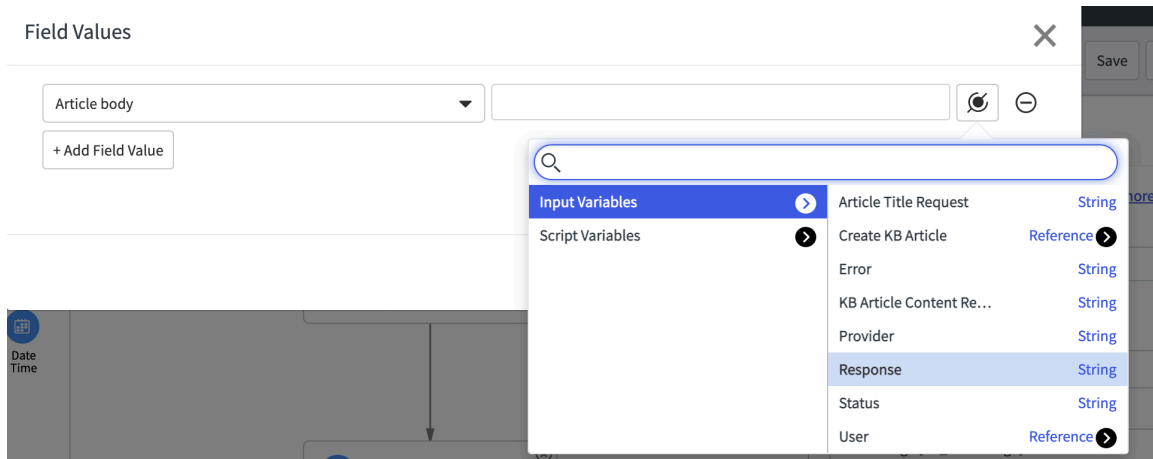 Field Values
Save
Article body
+ Add Field Value
Input Variables
Article Title Request String
Script Variables
Create KB Article Reference
Error String
KB Article Content Re... String
Provider String
Response String
Status String
User Reference
Date
Time